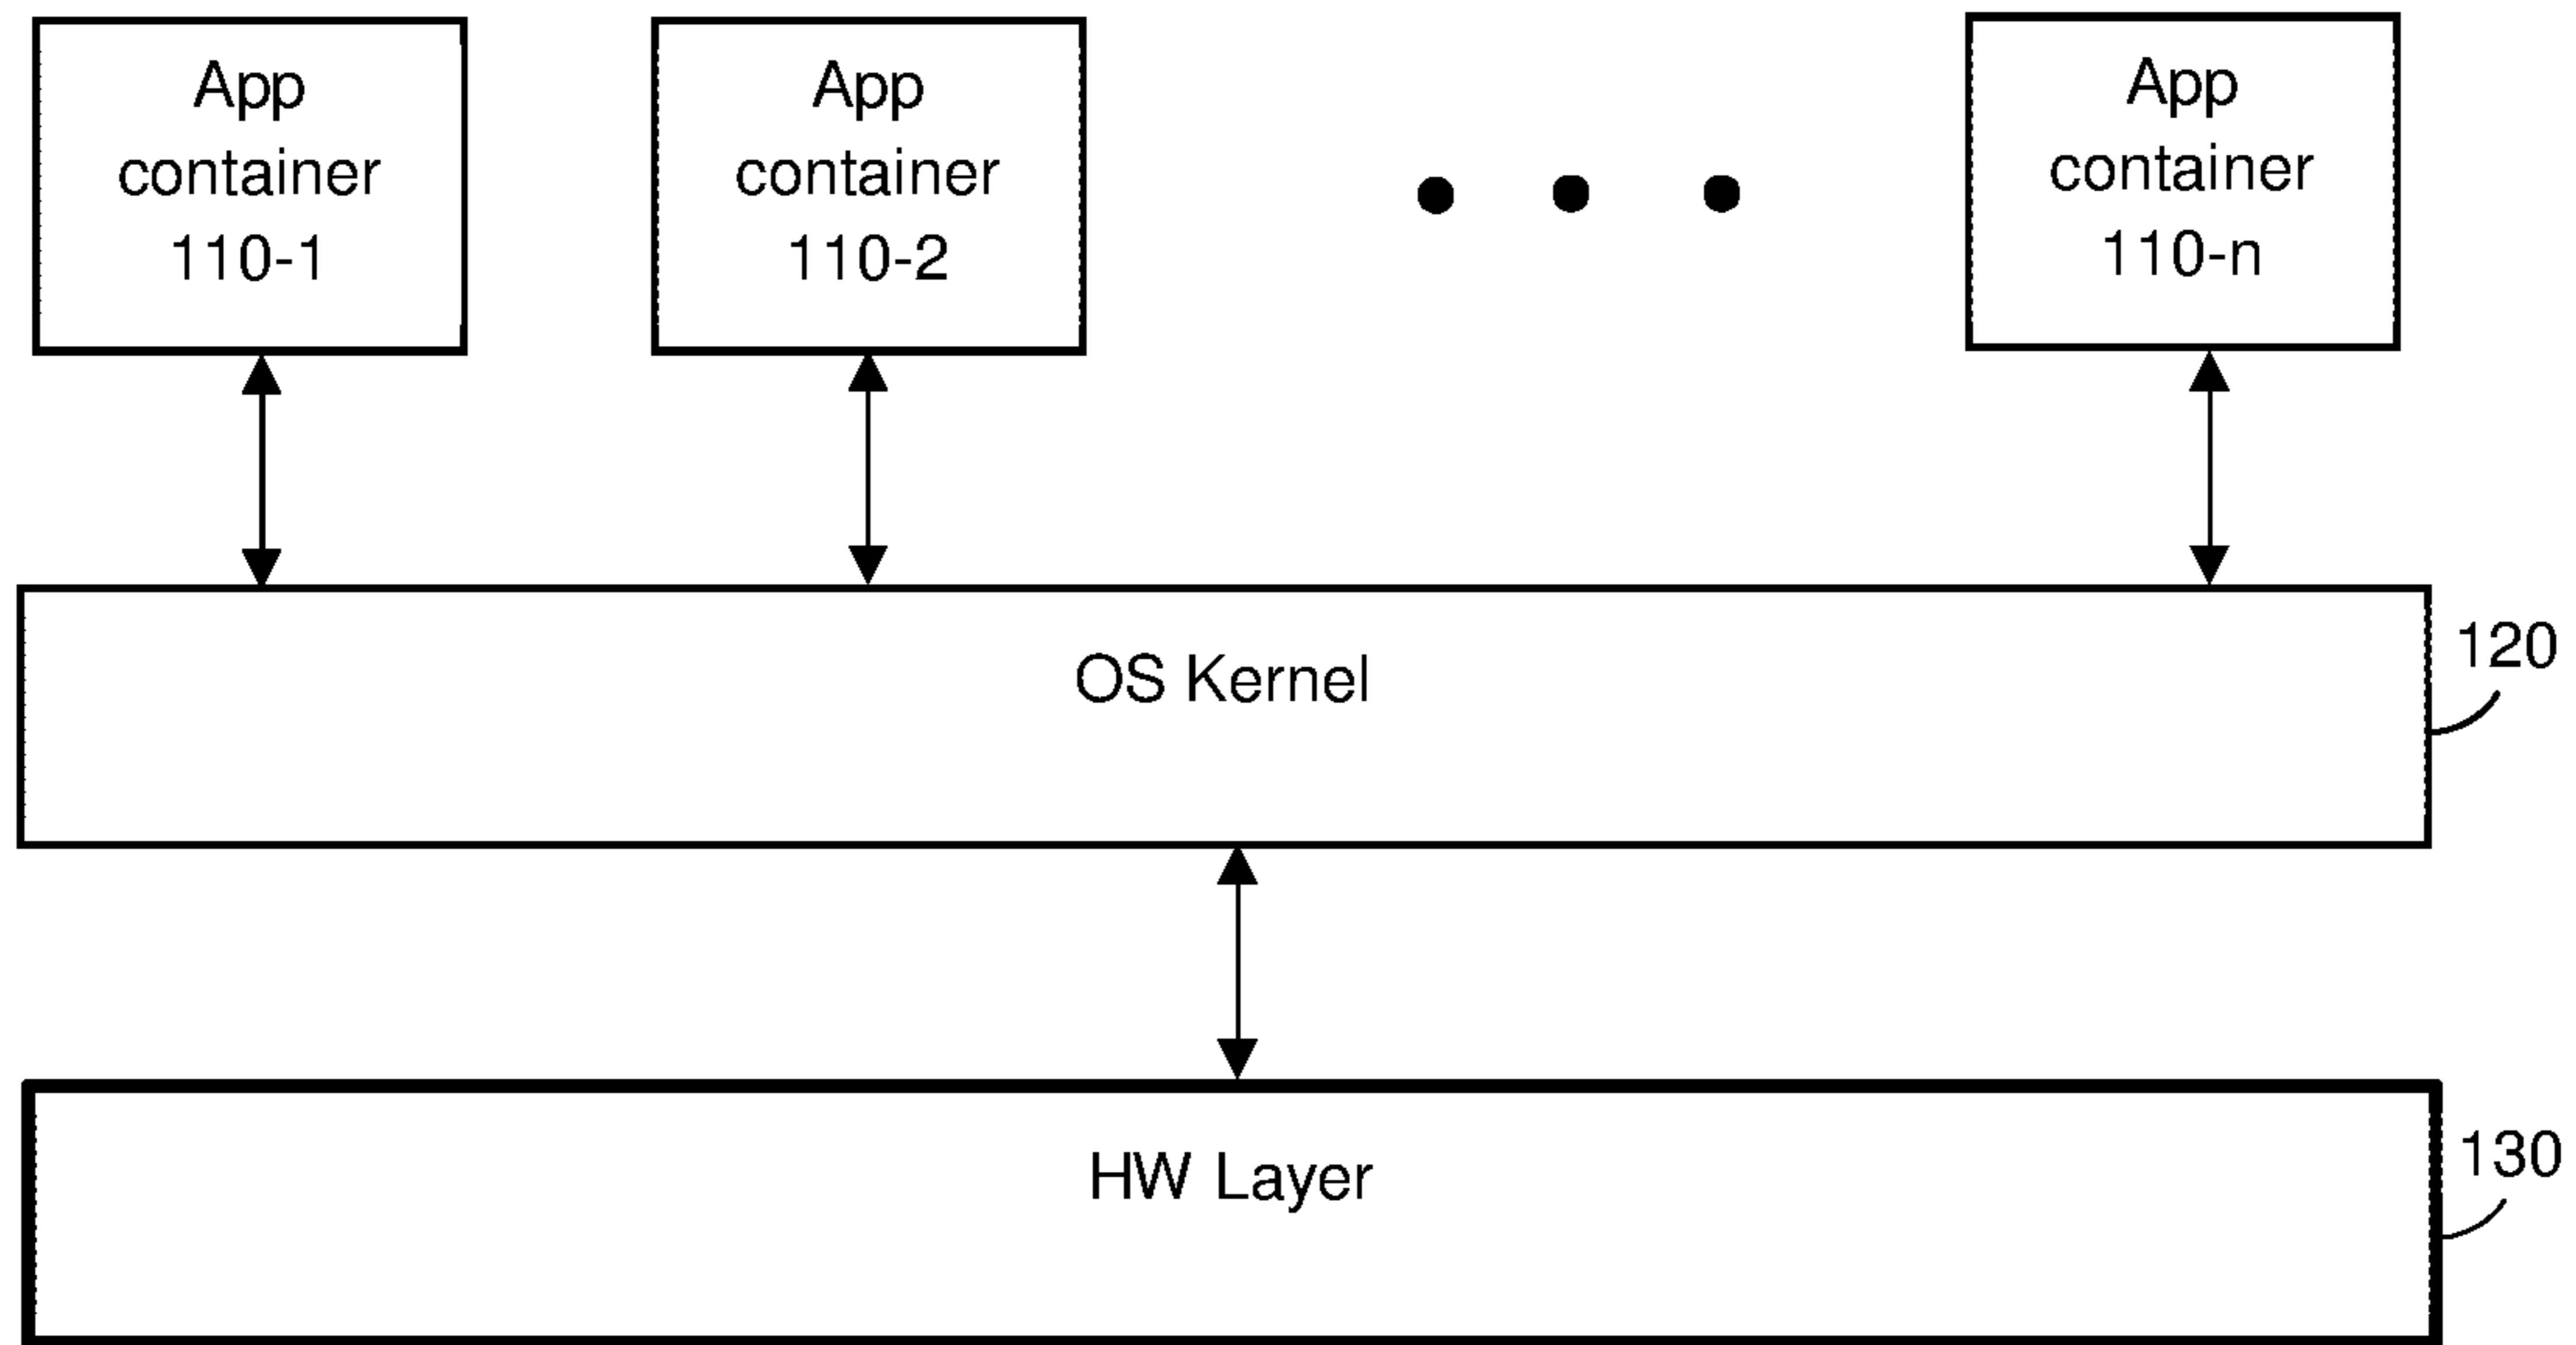 App
container
110-1
App
container
110-2
App
container
110-n
OS Kernel
120
HW Layer
130